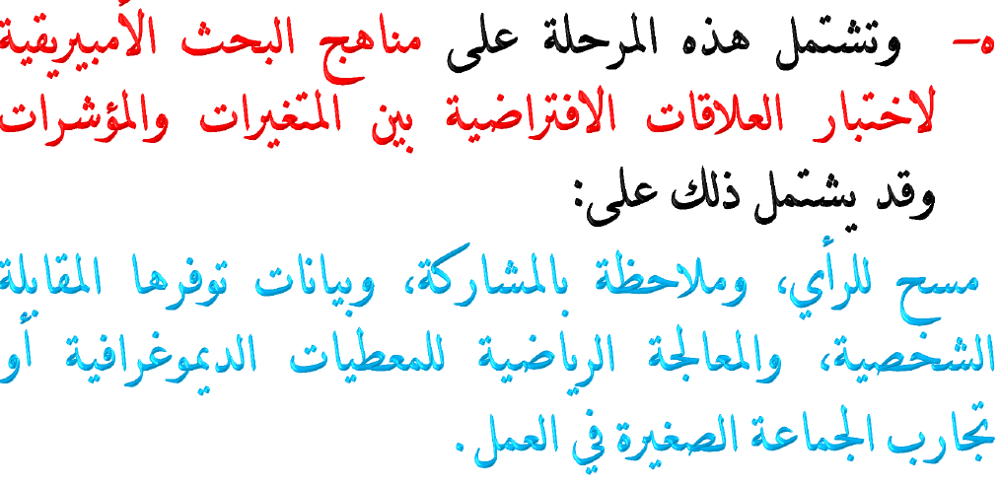 ه- وتشتمل هذه المرحلة على مناهج البحث الأمبيريقية
لاختبار العلاقات الافتراضية بين المتغيرات والمؤشرات
وقد يشتمل ذلك على:
مسح للرأي، وملاحظة بالمشاركة، وبيانات توفرها المقابلة
الشخصية، والمعالجة الرياضية للمعطيات الديموغرافية أو
تجارب الجماعة الصغيرة في العمل.